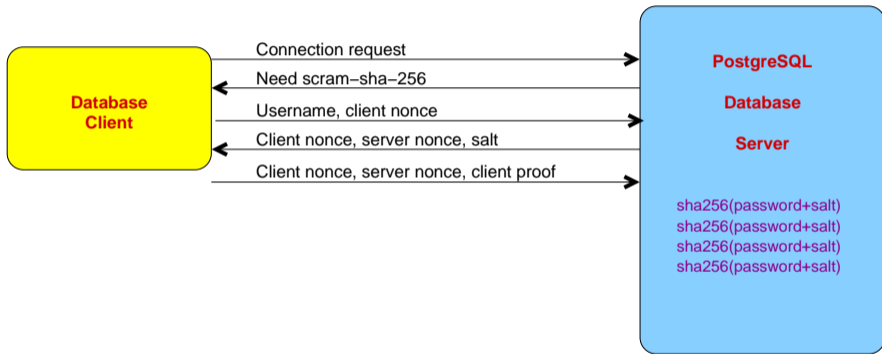 Database
Client
Connection request
Need scram−sha−256
Username, client nonce
Client nonce, server nonce, salt
Client nonce, server nonce, client proof
PostgreSQL
Database
Server
sha256(password+salt)
sha256(password+salt)
sha256(password+salt)
sha256(password+salt)